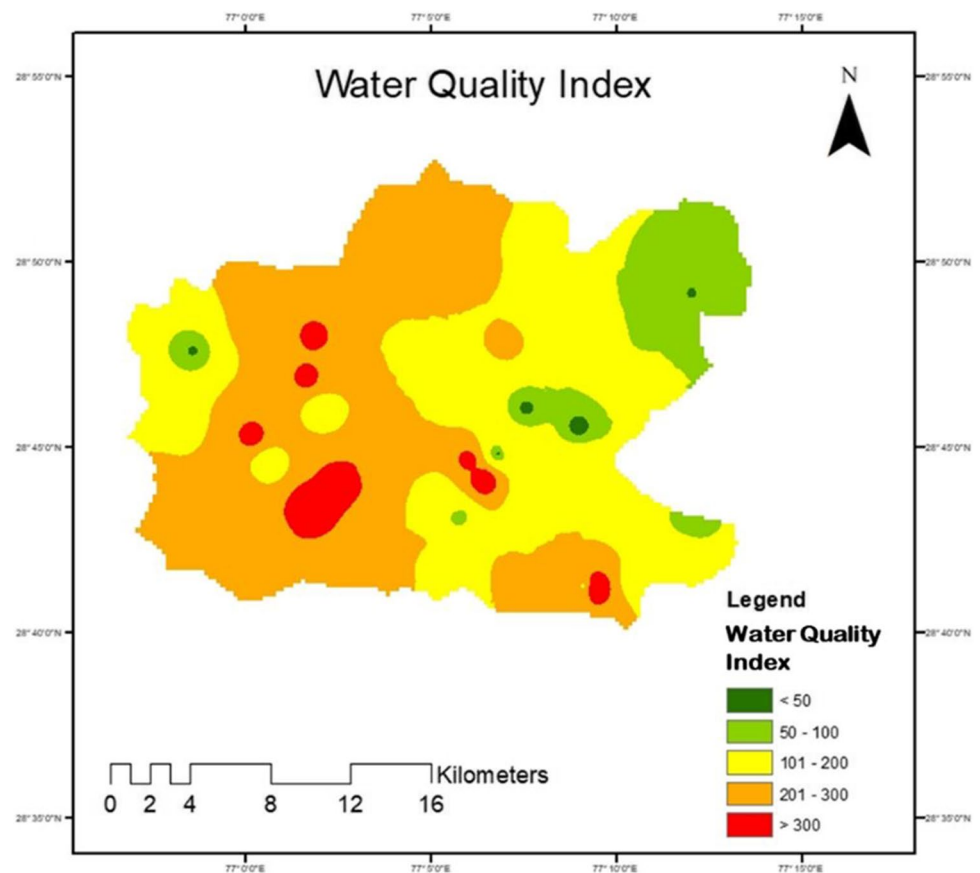 77°0'0"E 77°5'0"E 77°10'0"E 77°15'0"E
28°55'0"N 28°55'0"N
Water Quality Index
N
28°50'0"N 28°50'0"N
28°45'0"N 28°45'0"N
28°40'0"N 28°40'0"N
Legend
Water Quality
Index
< 50
50 - 100
101 - 200
201 - 300
> 300
Kilometers
0 2 4 8 12 16
28°35'0"N 28°35'0"N
77°0'0"E 77°5'0"E 77°10'0"E 77°15'0"E